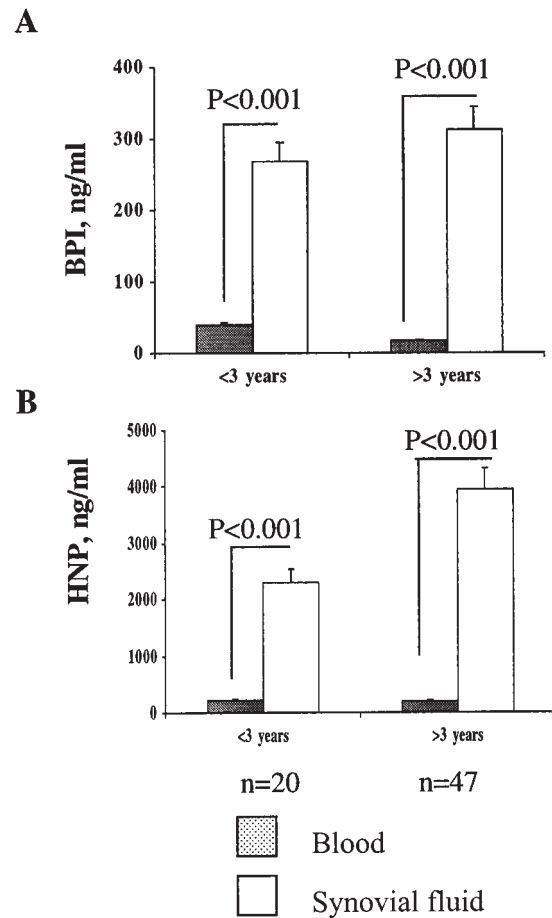 A
BPI, ng/ml
400
300
200
100
0
P<0.001
P<0.001
<3 years
>3 years
B
HNP, ng/ml
5000
4000
3000
2000
1000
0
P<0.001
P<0.001
<3 years
>3 years
n=20
n=47
Blood
Synovial fluid